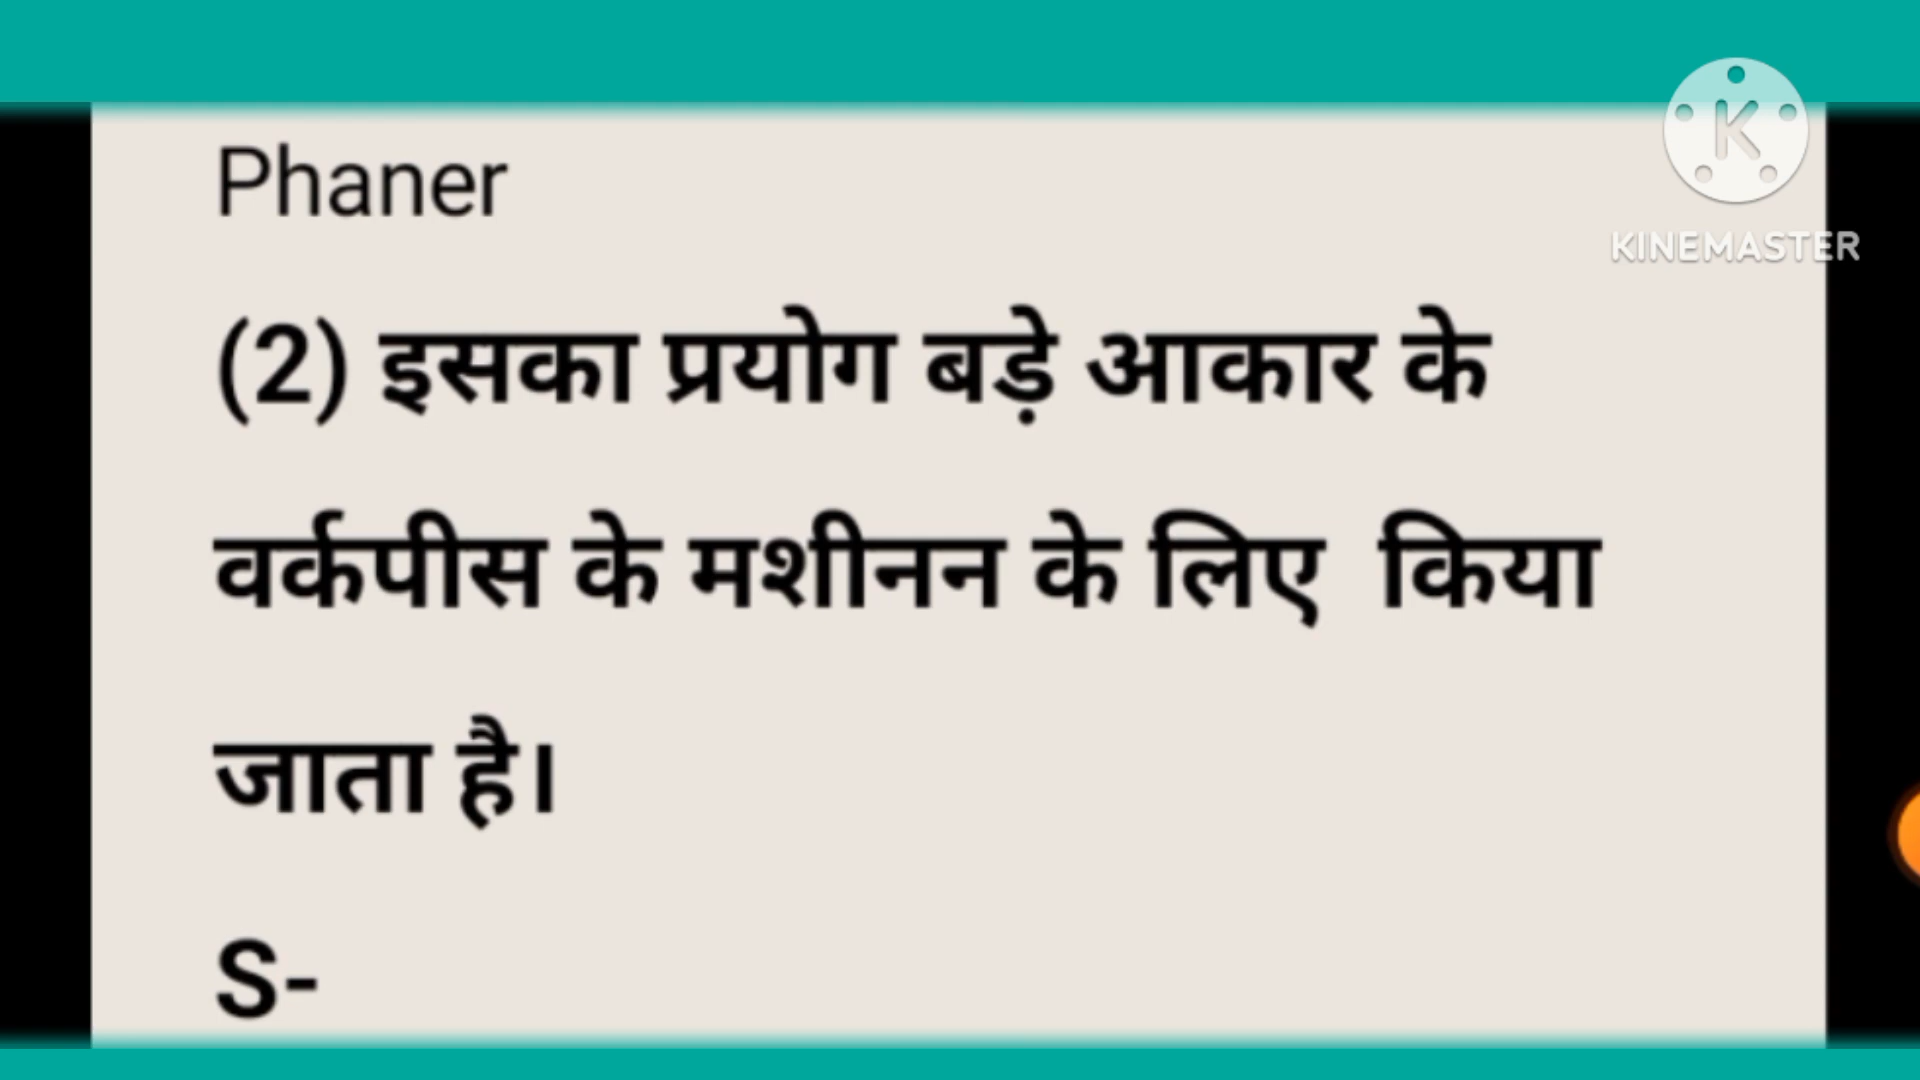 Phaner
(2) इसका प्रयोग बड़े आकार के
वर्कपीस के मशीनन के लिए किया
जाता है।
S-
K
KINEMASTER